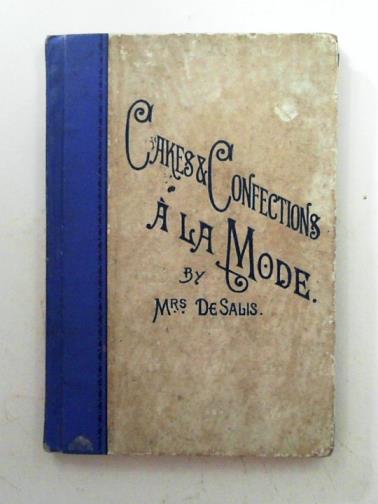 CAKES & CONFECTIONS
À LA MODE.
BY
MRS DE SALIS.